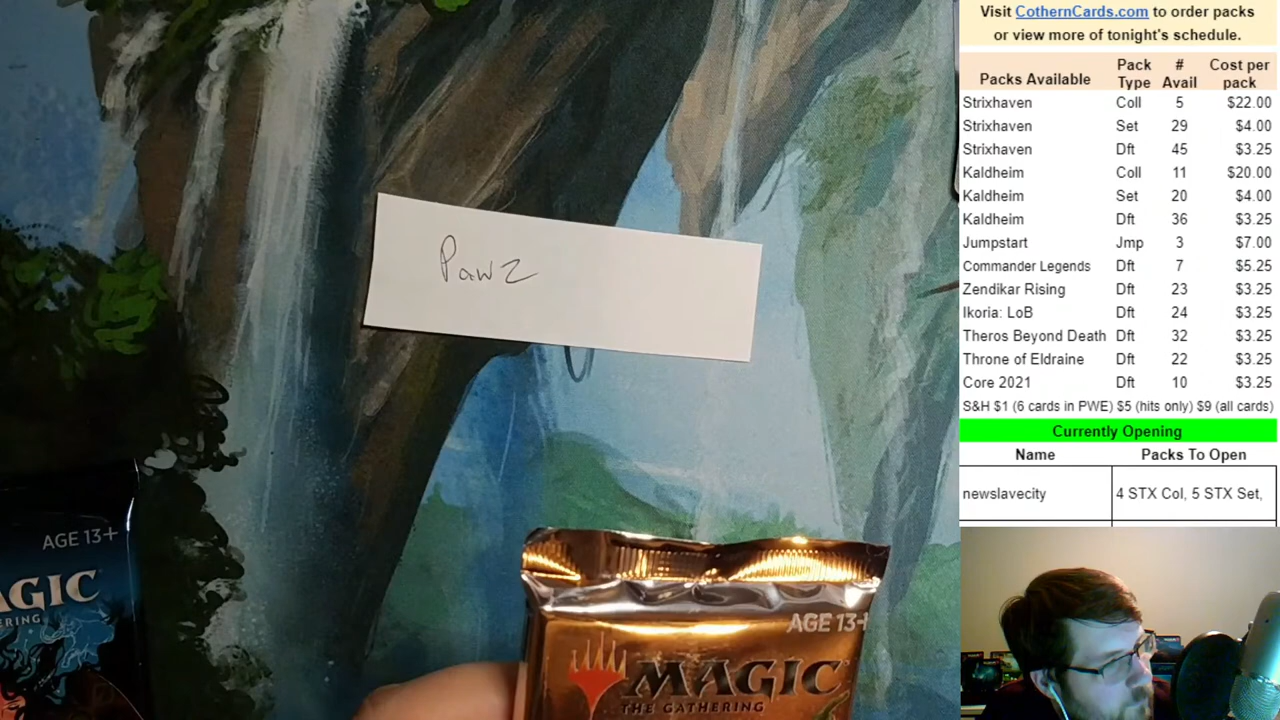 Visit CothernCards.com to order packs
or view more of tonight's schedule.
Packs Available Pack Type # Avail Cost per pack
Strixhaven Coll 5 $22.00
Strixhaven Set 29 $4.00
Strixhaven Dft 45 $3.25
Kaldheim Coll 11 $20.00
Kaldheim Set 20 $4.00
Kaldheim Dft 36 $3.25
Jumpstart Jmp 3 $7.00
Commander Legends Dft 7 $5.25
Zendikar Rising Dft 23 $3.25
Ikoria: LoB Dft 24 $3.25
Theros Beyond Death Dft 32 $3.25
Throne of Eldraine Dft 22 $3.25
Core 2021 Dft 10 $3.25
S&H $1 (6 cards in PWE) $5 (hits only) $9 (all cards)
Currently Opening
Name Packs To Open
newslavecity 4 STX Col, 5 STX Set,
Pawz
AGE 13+
AGIC
ERING
AGE 13+
MAGIC
THE GATHERING